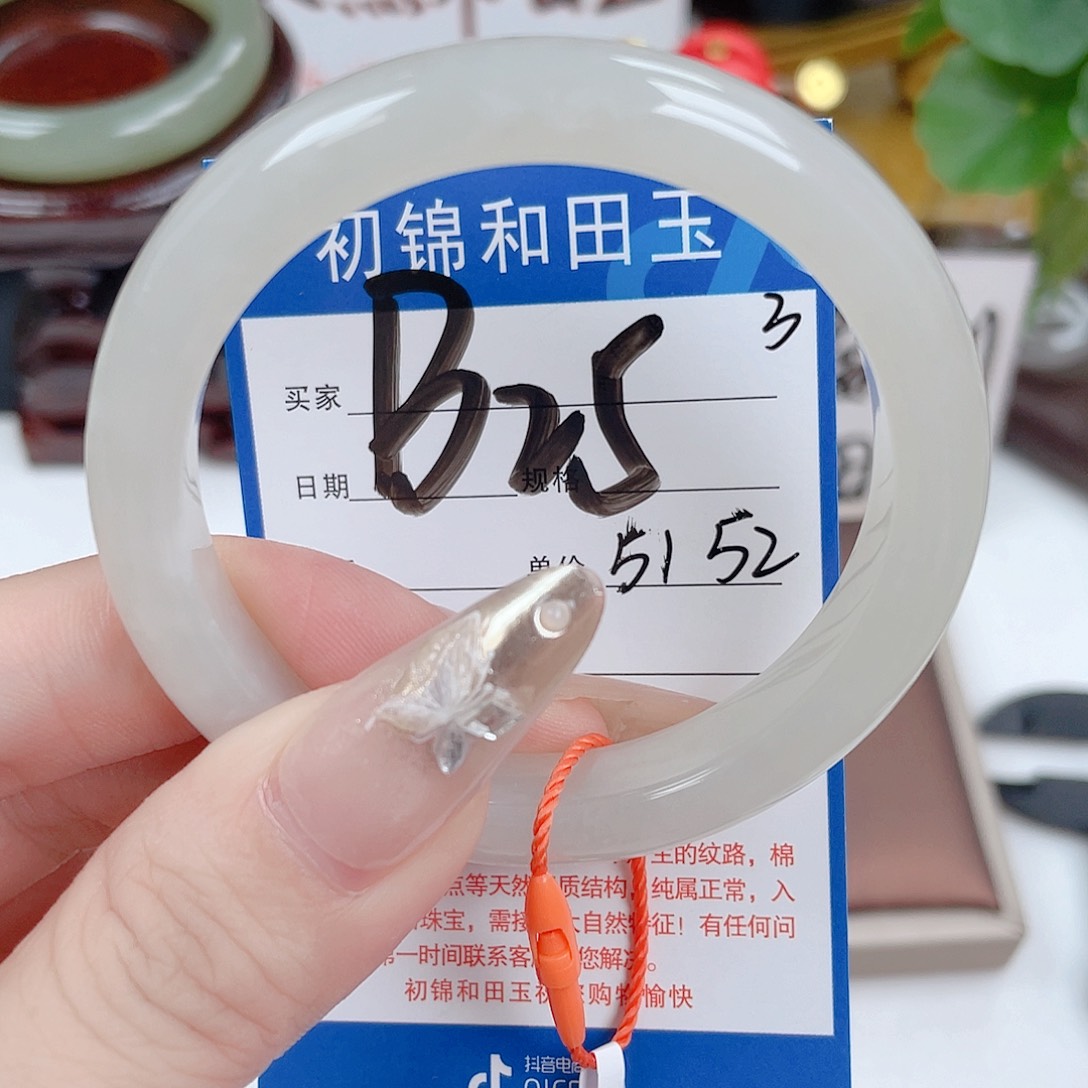 初锦和田玉
3
B25
买家
日期 规格
单价 51 52
生的纹路，棉
点等天然 质结构，纯属正常，入
珠宝，需接 大自然特征！有任何问
第一时间联系客 您解决。
初锦和田玉祝您购物愉快
抖音电商